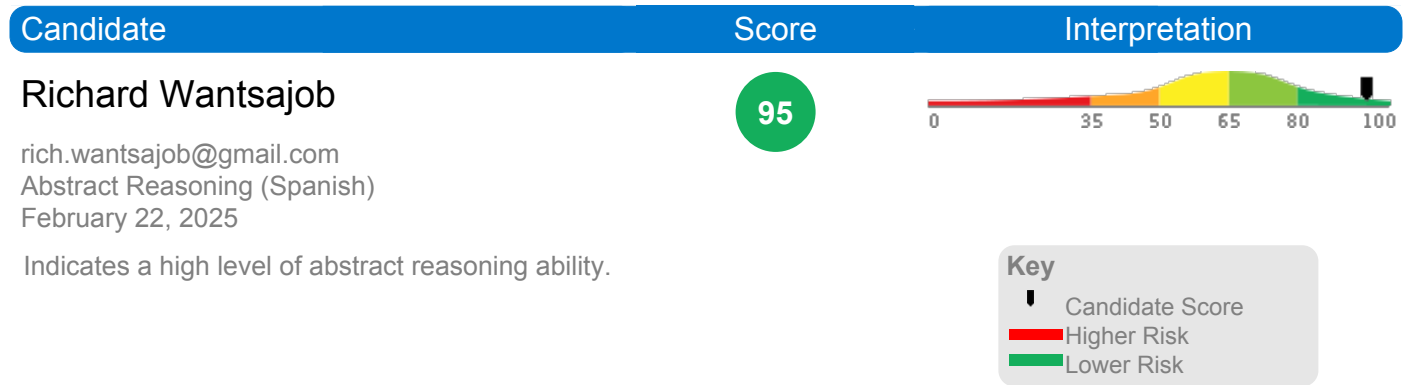 Candidate Score Interpretation
Richard Wantsajob
95
0 35 50 65 80 100
rich.wantsajob@gmail.com
Abstract Reasoning (Spanish)
February 22, 2025
Indicates a high level of abstract reasoning ability.
Key
Candidate Score
Higher Risk
Lower Risk